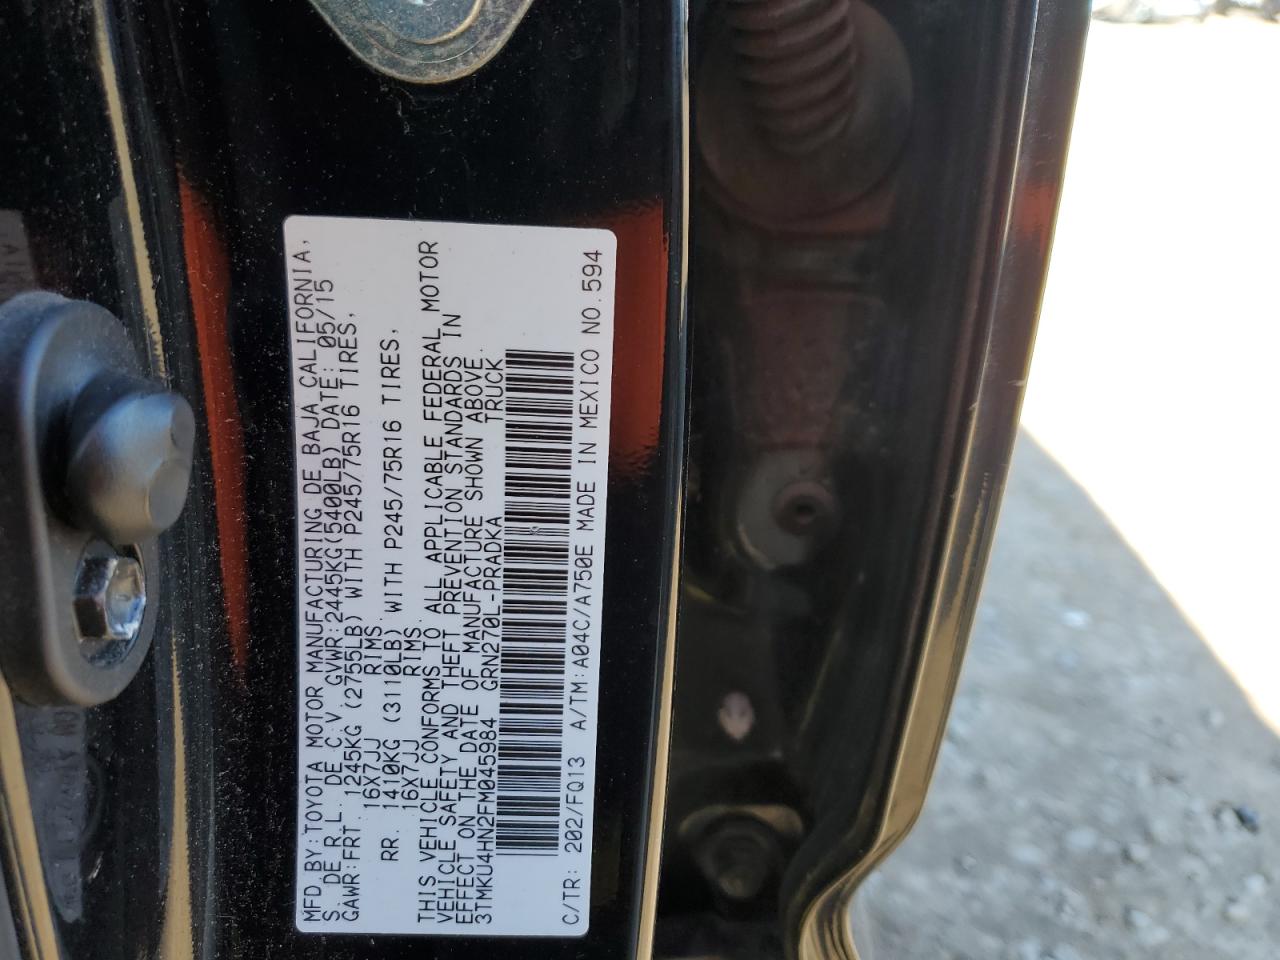 MFD BY:TOYOTA MOTOR MANUFACTURING DE BAJA CALIFORNIA,
S. DE R.L. DE C.V. GVWR:2445KG(5400LB) DATE:05/15
GAWR:FRT. 1245KG (2755LB) WITH P245/75R16 TIRES,
16X7JJ RIMS.
RR. 1410KG (3110LB) WITH P245/75R16 TIRES,
16X7JJ RIMS.
THIS VEHICLE CONFORMS TO ALL APPLICABLE FEDERAL MOTOR
VEHICLE SAFETY AND THEFT PREVENTION STANDARDS IN
EFFECT ON THE DATE OF MANUFACTURE SHOWN ABOVE.
3TMKU4HN2FM045984 GRN270L-PRADKA TRUCK
C/TR: 202/FQ13 A/TM:A04C/A750E MADE IN MEXICO NO.594